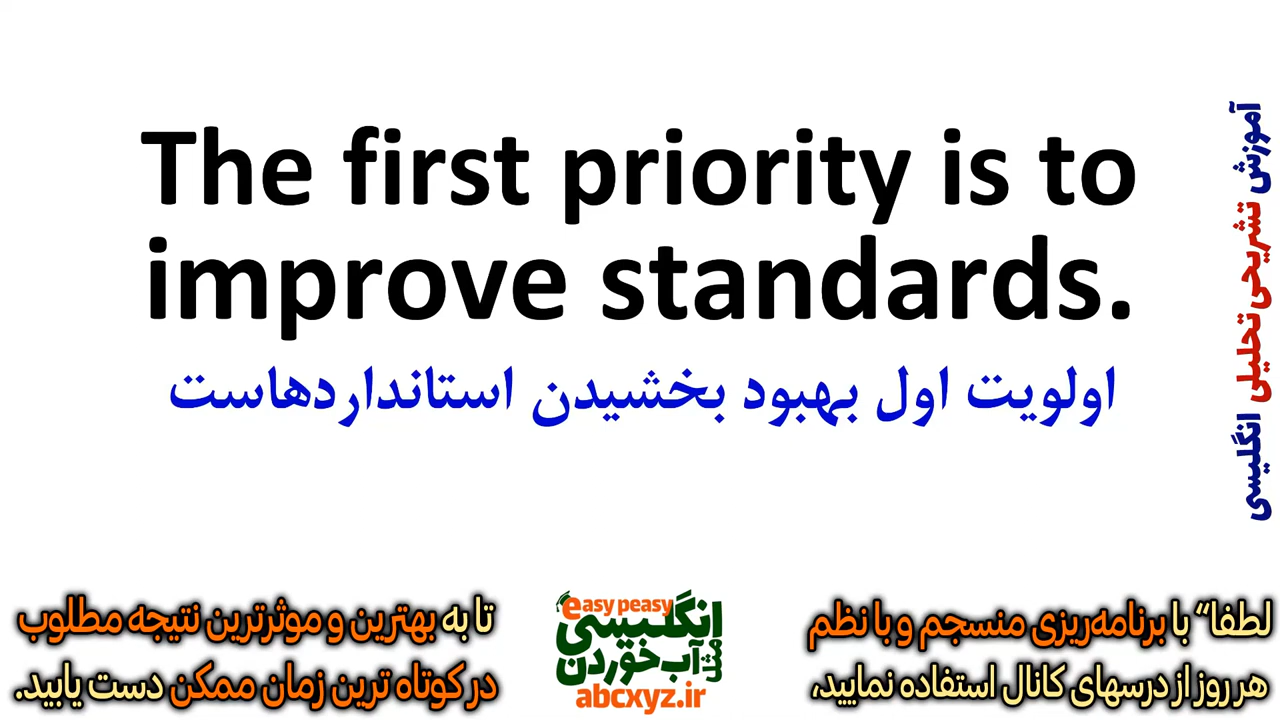 The first priority is to
improve standards.
اولویت اول بهبود بخشیدن استانداردهاست
آموزش تشریحی تحلیلی انگلیسی
لطفا“ با برنامه‌ریزی منسجم و با نظم
هر روز از درسهای کانال استفاده نمایید،
easy peasy
انگلیسی
مثل
آب خوردن
abcxyz.ir
تا به بهترین و موثرترین نتیجه مطلوب
در کوتاه ترین زمان ممکن دست یابید.